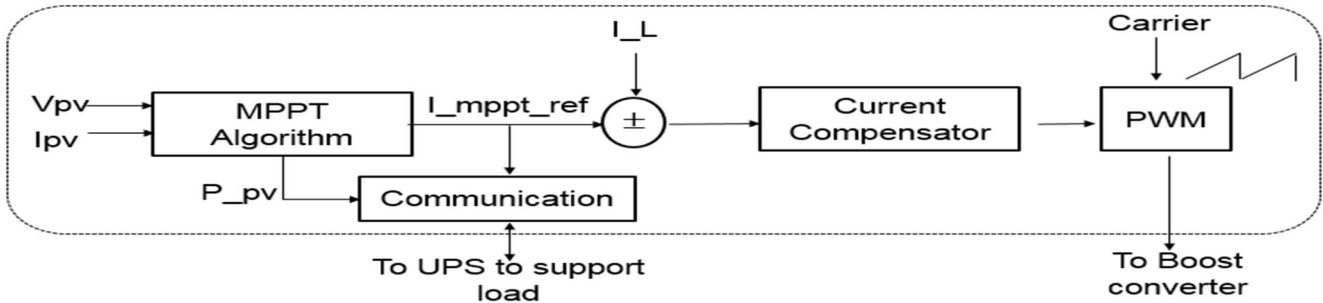 I_L
Carrier
Vpv
Ipv
MPPT
Algorithm
I_mppt_ref
±
Current
Compensator
PWM
P_pv
Communication
To UPS to support
load
To Boost
converter